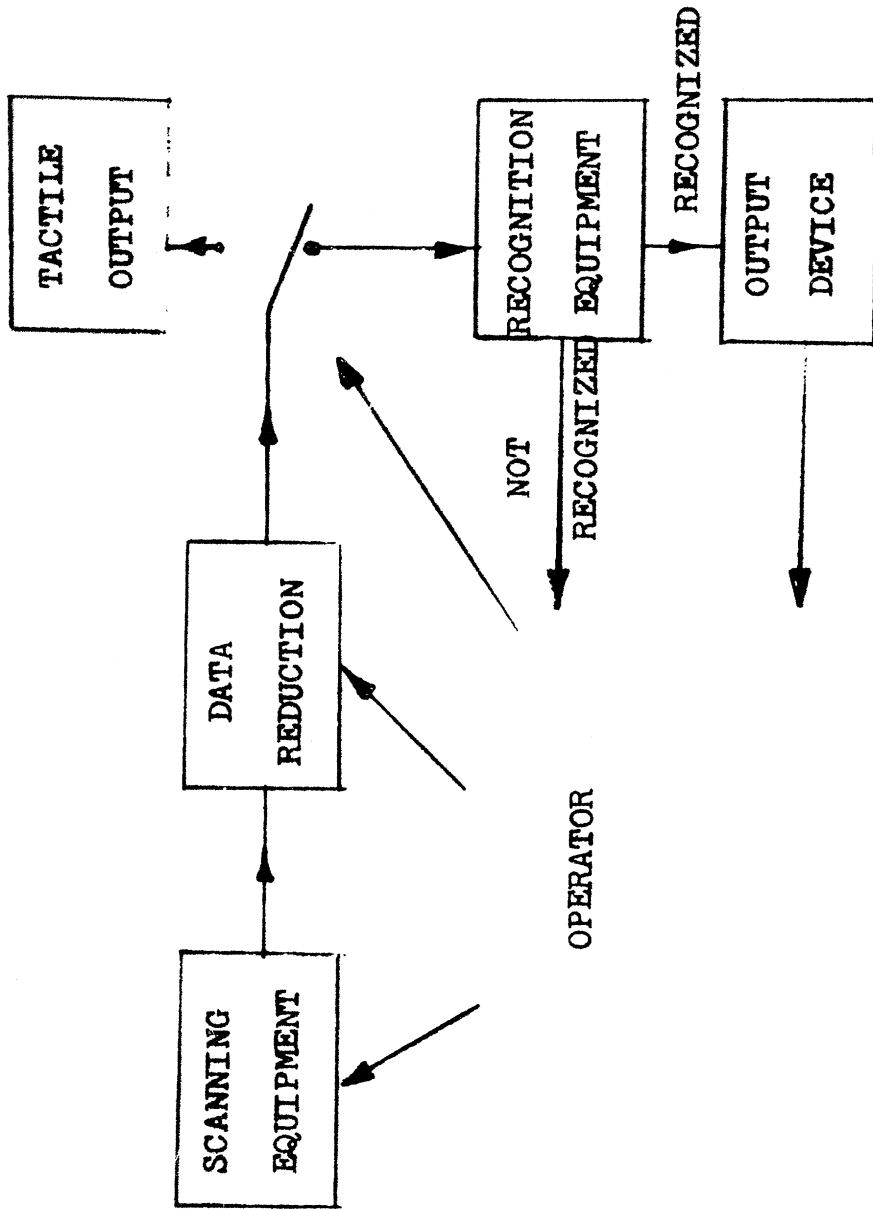 SCANNING
EQUIPMENT
DATA
REDUCTION
TACTILE
OUTPUT
OPERATOR
NOT
RECOGNIZED
RECOGNITION
EQUIPMENT
RECOGNIZED
OUTPUT
DEVICE